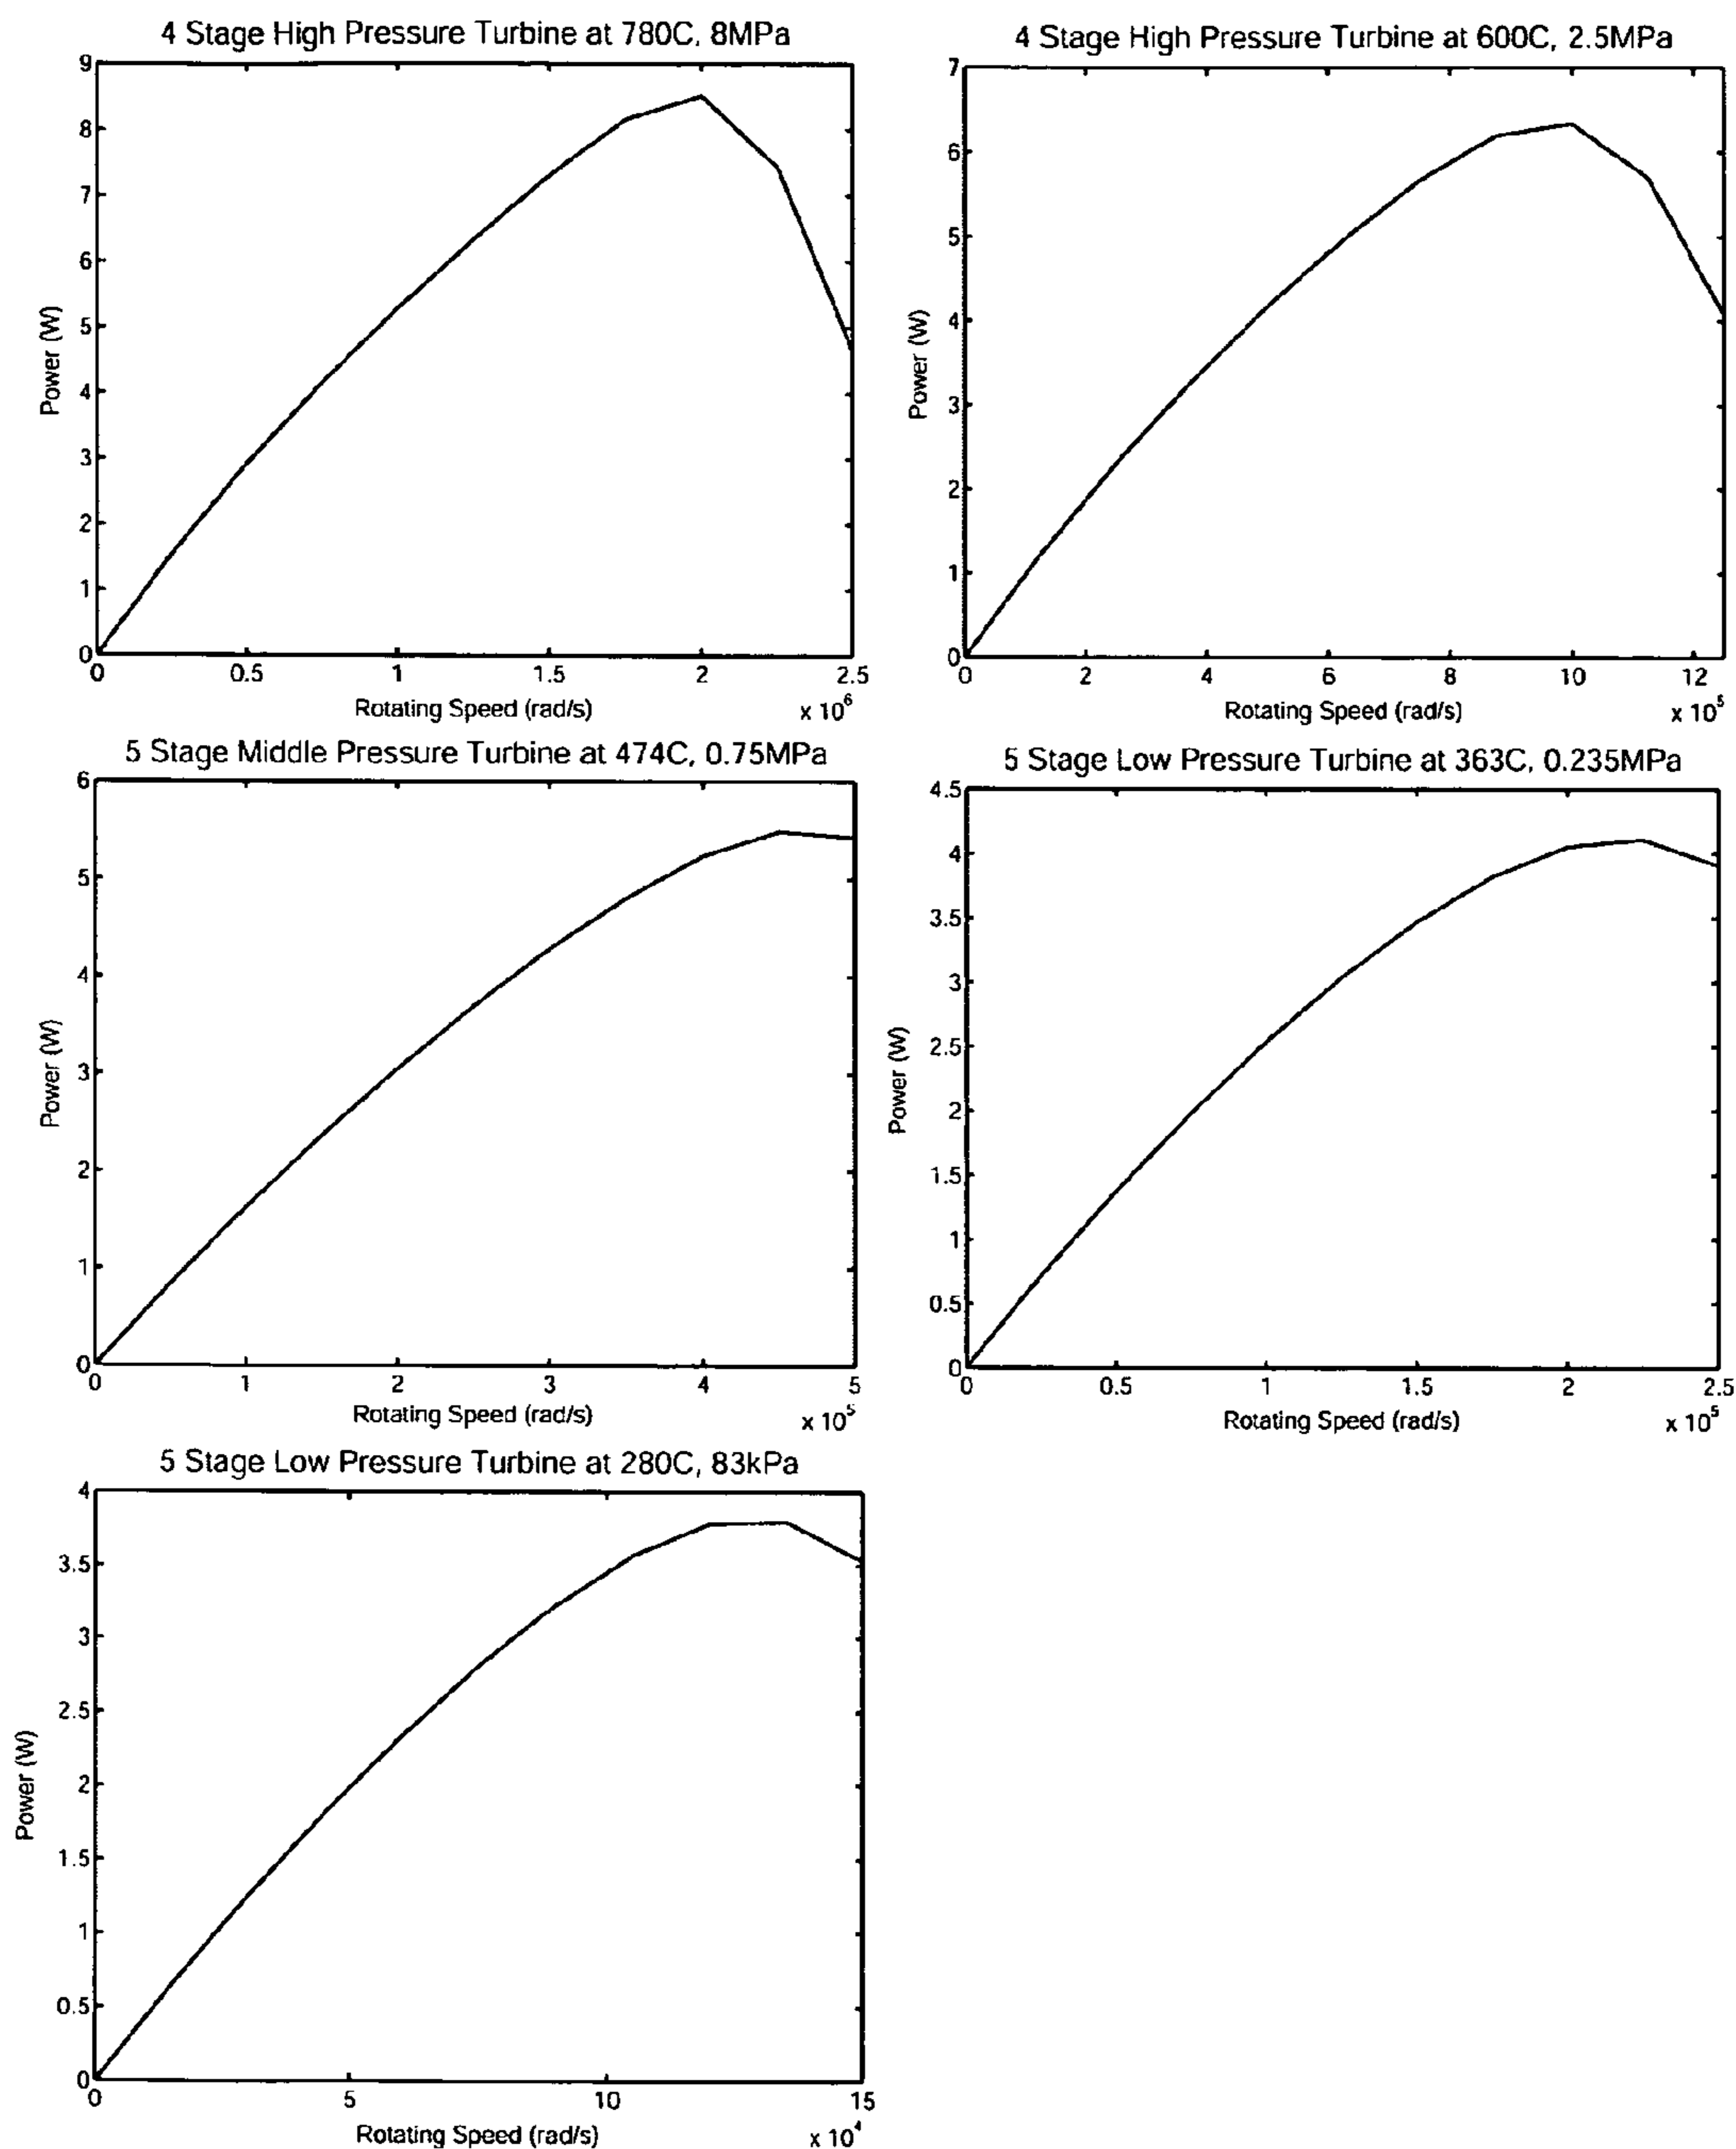 4 Stage High Pressure Turbine at 780C, 8MPa
9
8
7
6
5
4
3
2
1
0
Power (W)
0 0.5 1 1.5 2 2.5
Rotating Speed (rad/s) x 10^6
4 Stage High Pressure Turbine at 600C, 2.5MPa
7
6
5
4
3
2
1
0
Power (W)
0 2 4 6 8 10 12
Rotating Speed (rad/s) x 10^5
5 Stage Middle Pressure Turbine at 474C, 0.75MPa
6
5
4
3
2
1
0
Power (W)
0 1 2 3 4 5
Rotating Speed (rad/s) x 10^5
5 Stage Low Pressure Turbine at 363C, 0.235MPa
4.5
4
3.5
3
2.5
2
1.5
1
0.5
0
Power (W)
0 0.5 1 1.5 2 2.5
Rotating Speed (rad/s) x 10^5
5 Stage Low Pressure Turbine at 280C, 83kPa
4
3.5
3
2.5
2
1.5
1
0.5
0
Power (W)
0 5 10 15
Rotating Speed (rad/s) x 10^4